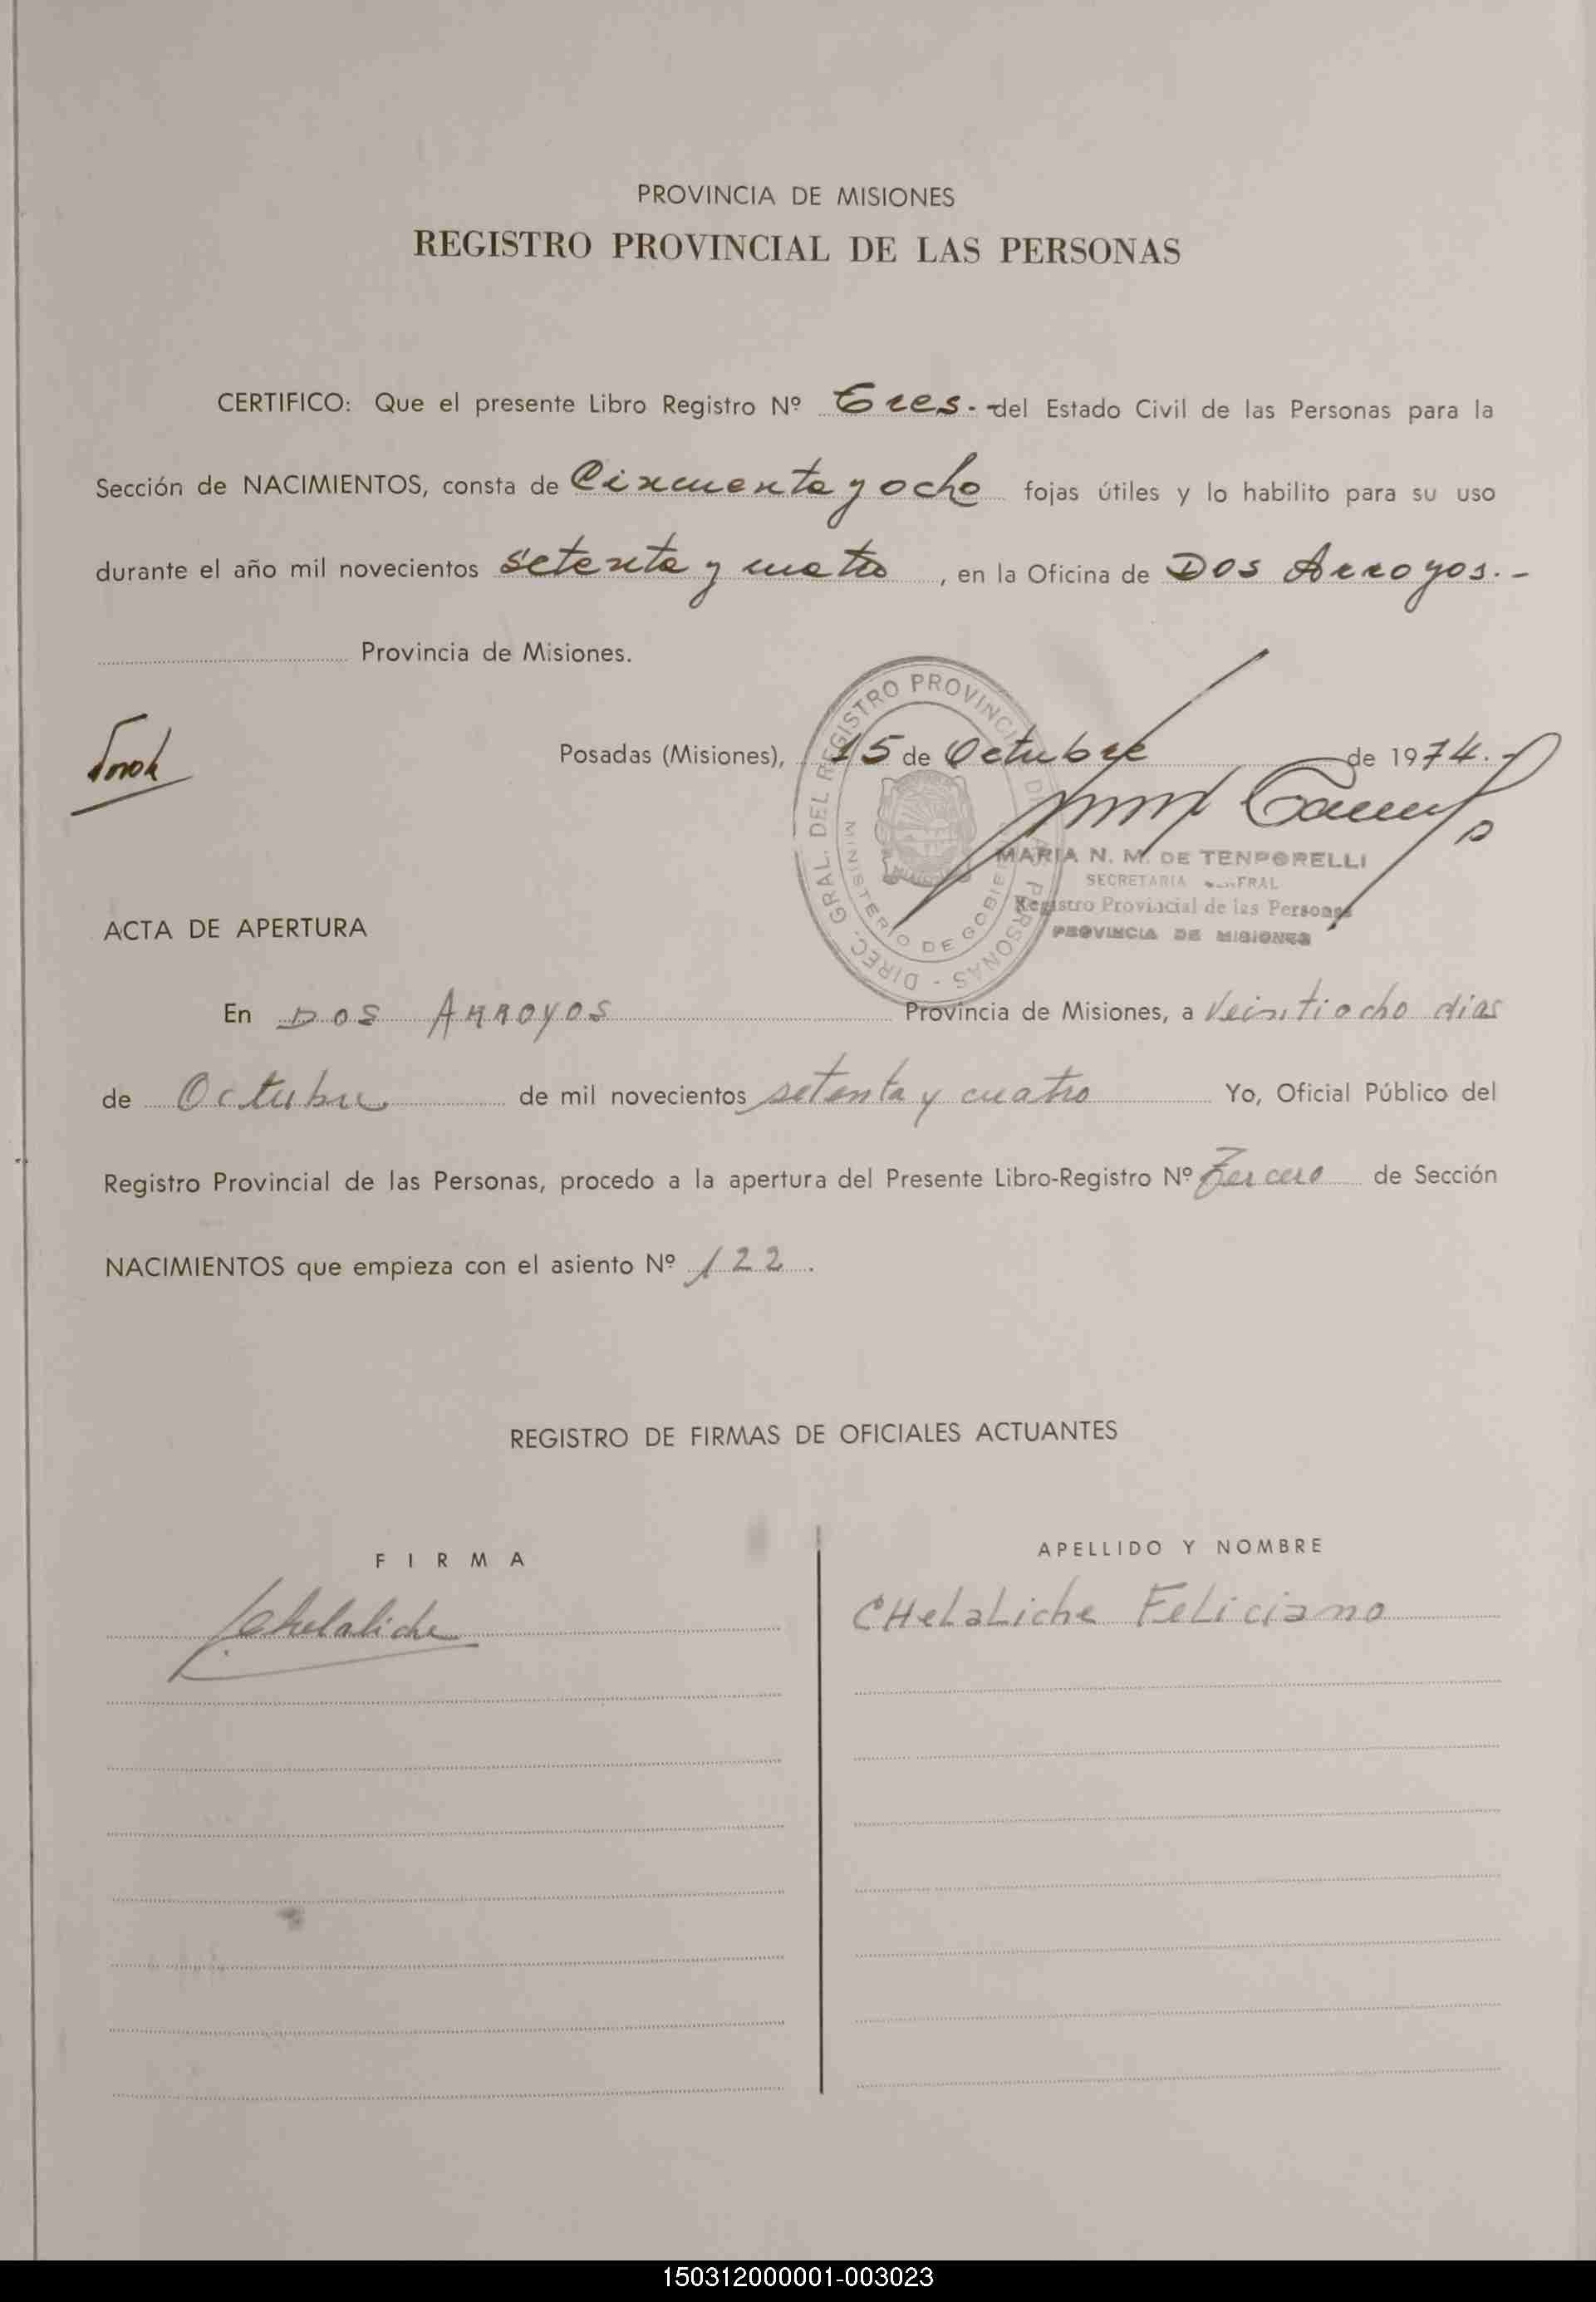 PROVINCIA DE MISIONES
REGISTRO PROVINCIAL DE LAS PERSONAS
CERTIFICO: Que el presente Libro Registro Nº Tres.- del Estado Civil de las Personas para la
Sección de NACIMIENTOS, consta de Cincuenta y ocho fojas útiles y lo habilito para su uso
durante el año mil novecientos setenta y cuatro, en la Oficina de Dos Arroyos.-
Provincia de Misiones.
Posadas (Misiones), 15 de Octubre de 1974.-
DIREC. GRAL. DEL REGISTRO PROVINCIAL DE LAS PERSONAS -
MINISTERIO DE GOBIERNO
MARIA N. M. DE TENPORELLI
SECRETARIA GENERAL
Registro Provincial de las Personas
PROVINCIA DE MISIONES
ACTA DE APERTURA
En DOS ARROYOS Provincia de Misiones, a Veintiocho dias
de Octubre de mil novecientos setenta y cuatro Yo, Oficial Público del
Registro Provincial de las Personas, procedo a la apertura del Presente Libro-Registro Nº Tercero de Sección
NACIMIENTOS que empieza con el asiento Nº 122.
REGISTRO DE FIRMAS DE OFICIALES ACTUANTES
FIRMA
APELLIDO Y NOMBRE
Chelaliche
CHeLaLiche FeLiciano
150312000001-003023